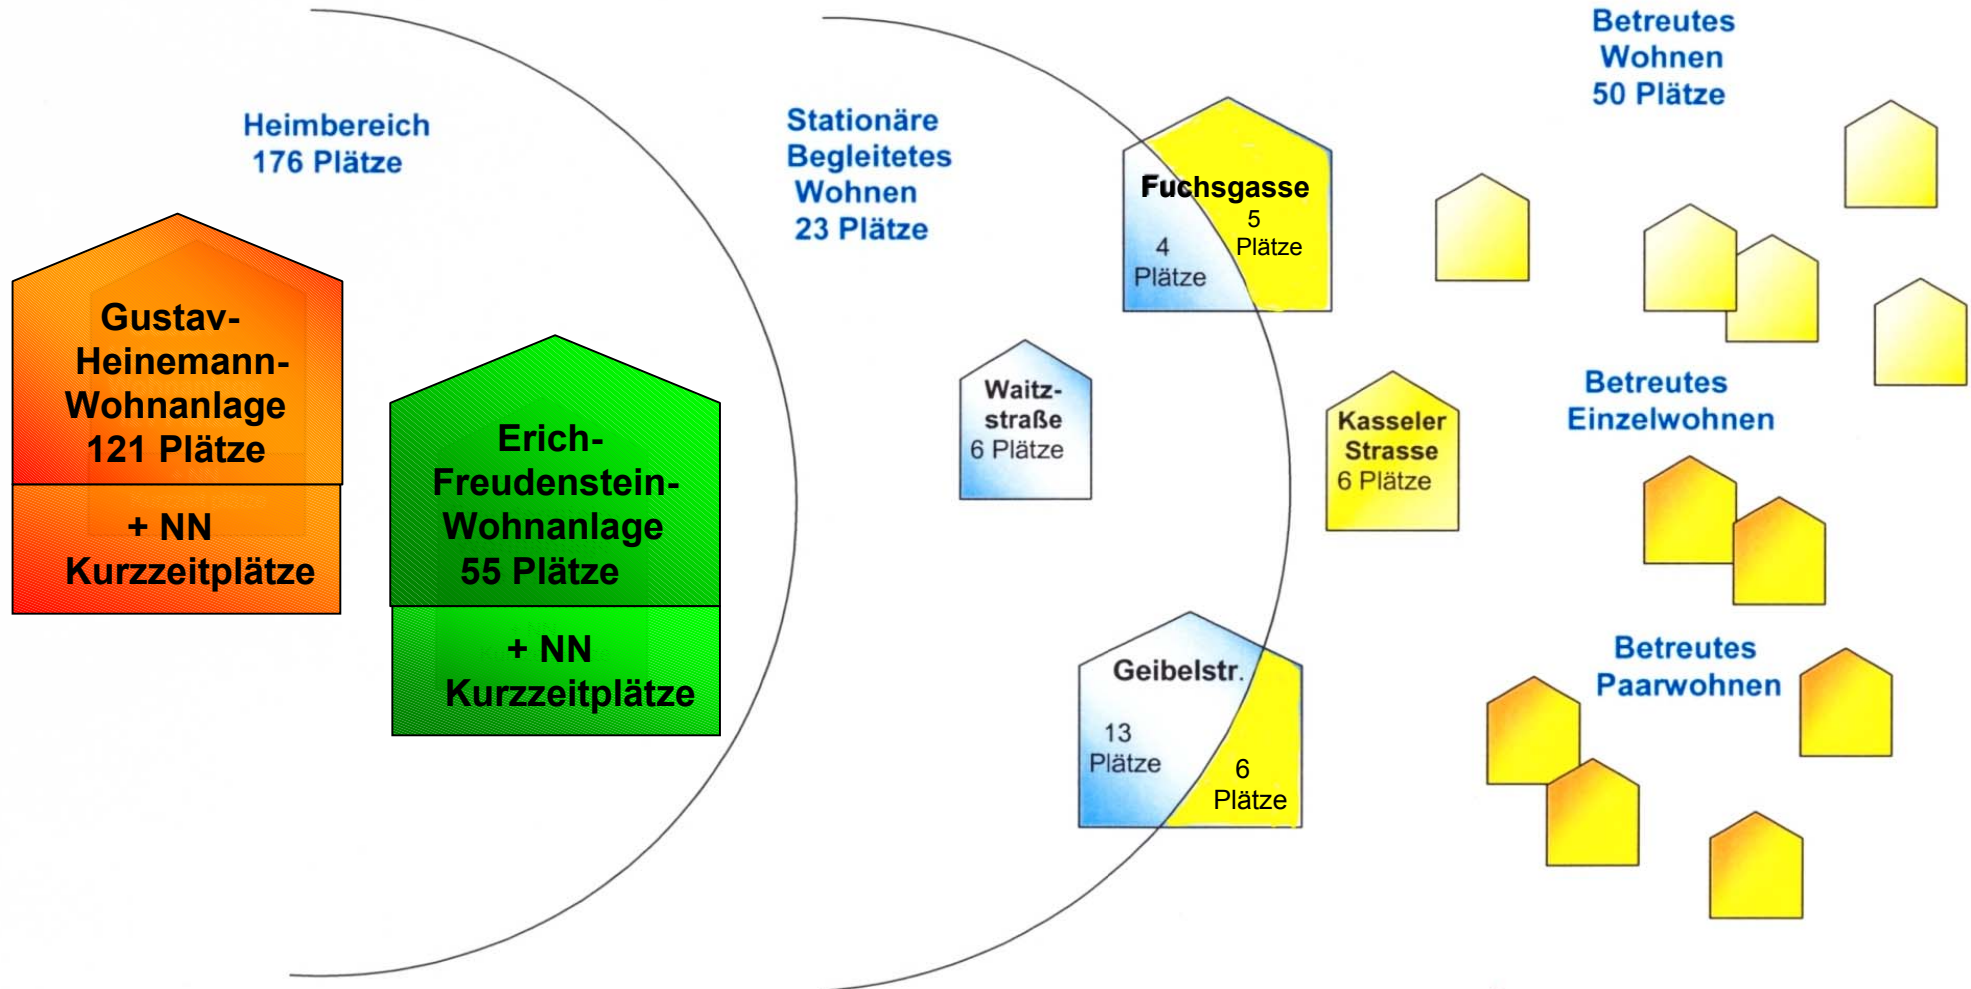 Heimbereich
176 Plätze
Gustav-
Heinemann-
Wohnanlage
121 Plätze
+ NN
Kurzzeitplätze
Erich-
Freudenstein-
Wohnanlage
55 Plätze
+ NN
Kurzzeitplätze
Stationäre
Begleitetes
Wohnen
23 Plätze
Fuchsgasse
4
Plätze
5
Plätze
Waitz-
straße
6 Plätze
Geibelstr.
13
Plätze
6
Plätze
Kasseler
Strasse
6 Plätze
Betreutes
Wohnen
50 Plätze
Betreutes
Einzelwohnen
Betreutes
Paarwohnen